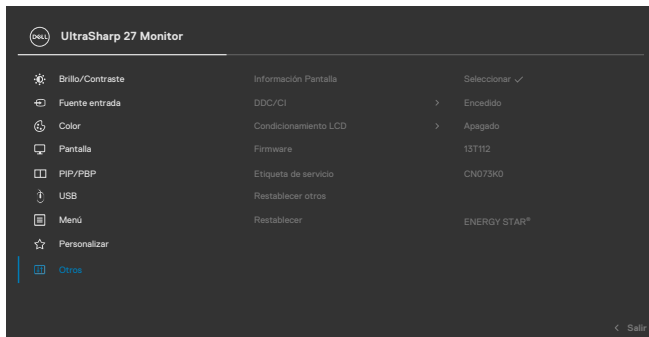 DELL UltraSharp 27 Monitor
Brillo/Contraste Información Pantalla Seleccionar ✓
Fuente entrada DDC/CI > Encedido
Color Condicionamiento LCD > Apagado
Pantalla Firmware 13T112
PIP/PBP Etiqueta de servicio CN073K0
USB Restablecer otros
Menú Restablecer ENERGY STAR®
Personalizar
Otros
< Salir